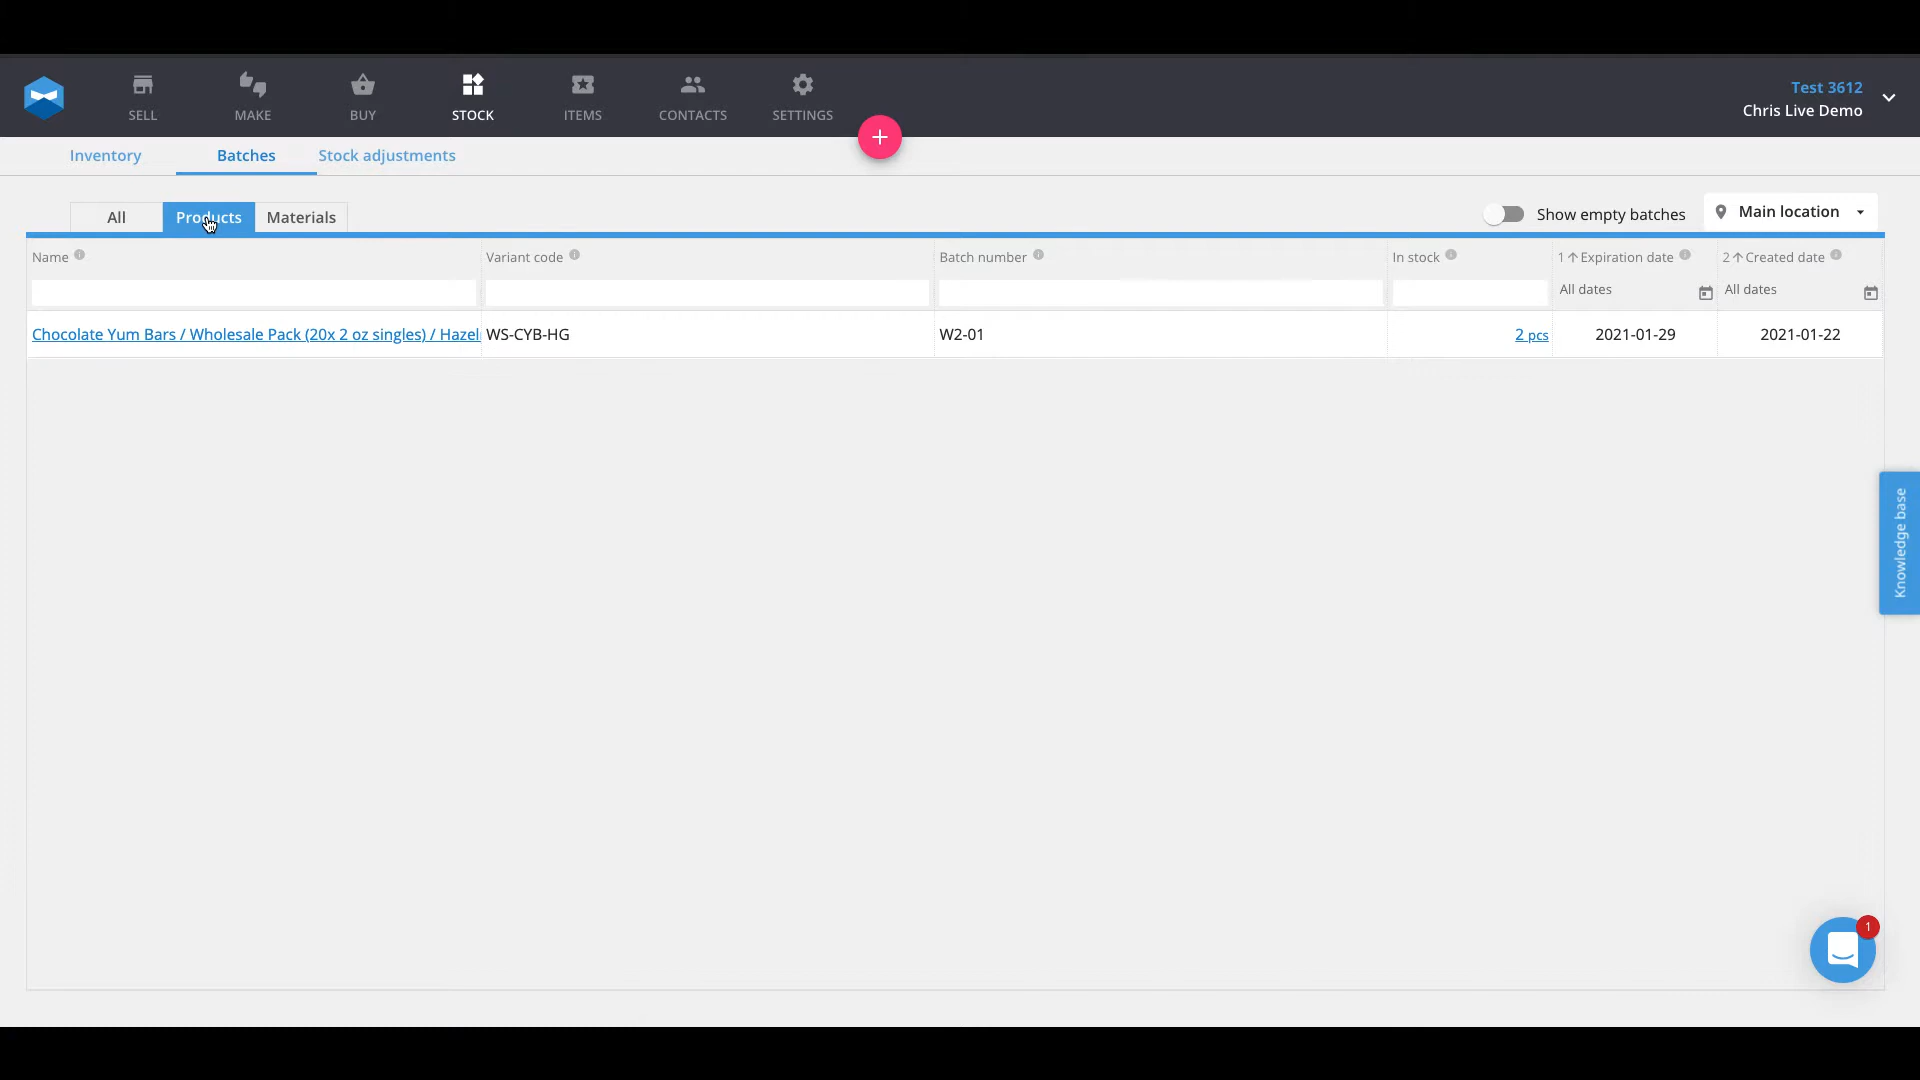 SELL
MAKE
BUY
STOCK
ITEMS
CONTACTS
SETTINGS
Test 3612
Chris Live Demo
+
Inventory
Batches
Stock adjustments
All
Products
Materials
Show empty batches
Main location
Name
Variant code
Batch number
In stock
1 ↑ Expiration date
2 ↑ Created date
All dates
All dates
Chocolate Yum Bars / Wholesale Pack (20x 2 oz singles) / Hazel
WS-CYB-HG
W2-01
2 pcs
2021-01-29
2021-01-22
Knowledge base
1